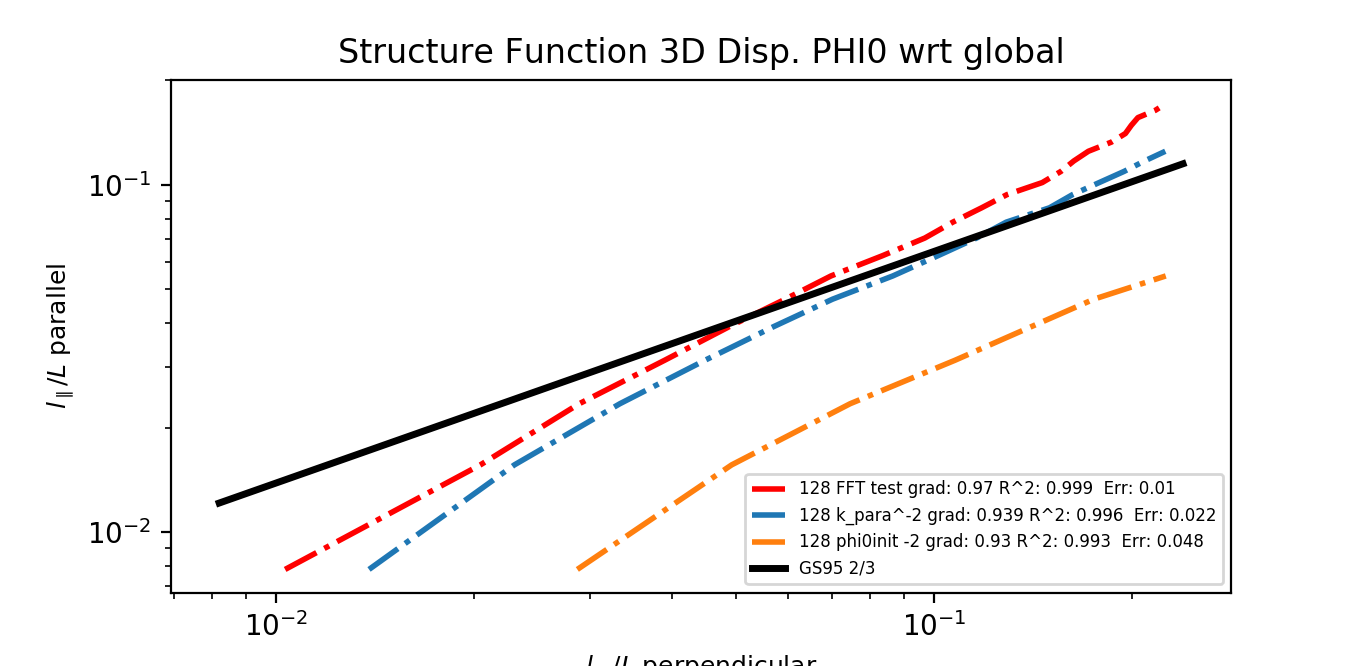 Structure Function 3D Disp. PHI0 wrt global
10⁻¹
10⁻²
l∥/L parallel
128 FFT test grad: 0.97 R^2: 0.999  Err: 0.01
128 k_para^-2 grad: 0.939 R^2: 0.996  Err: 0.022
128 phi0init -2 grad: 0.93 R^2: 0.993  Err: 0.048
GS95 2/3
10⁻²
10⁻¹
/L perpendicular